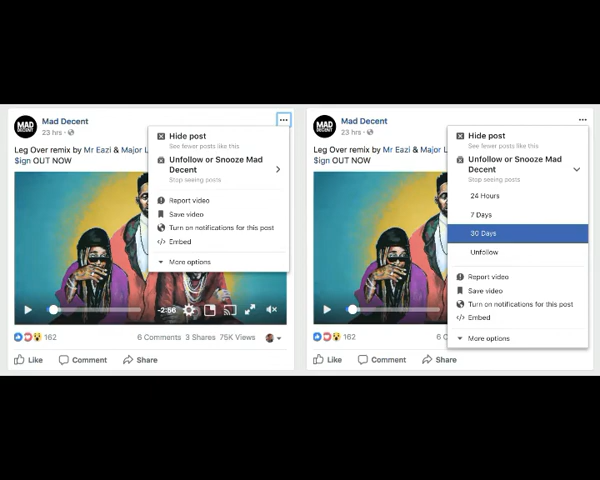 MAD DECENT
Mad Decent
23 hrs ·
Leg Over remix by Mr Eazi & Major L
$ign OUT NOW
Hide post
See fewer posts like this
Unfollow or Snooze Mad
Decent
Stop seeing posts
Report video
Save video
Turn on notifications for this post
</> Embed
More options
-2:56
162
6 Comments 3 Shares 75K Views
Like Comment Share
MAD DECENT
Mad Decent
23 hrs ·
Leg Over remix by Mr Eazi & Major L
$ign OUT NOW
Hide post
See fewer posts like this
Unfollow or Snooze Mad
Decent
Stop seeing posts
24 Hours
7 Days
30 Days
Unfollow
Report video
Save video
Turn on notifications for this post
</> Embed
More options
162
6 C
Like Comment Share